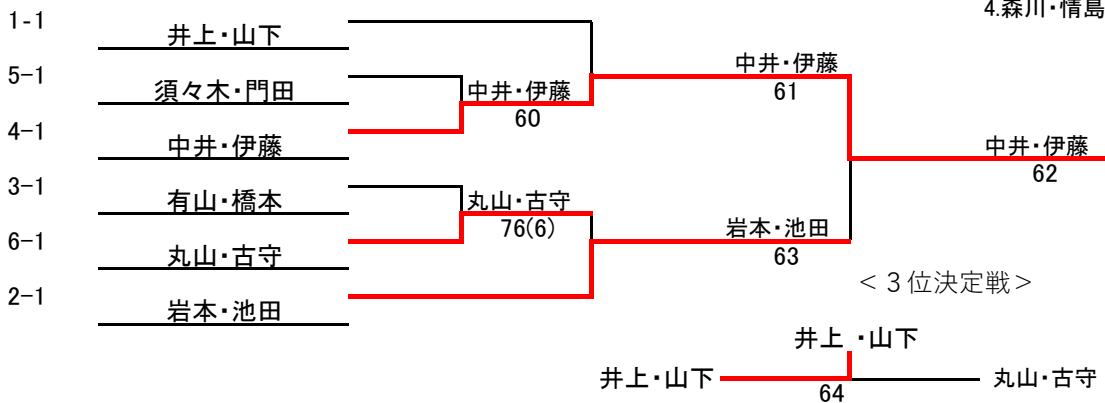 4.森川・情島
1-1
井上・山下
5-1
須々木・門田
中井・伊藤
60
中井・伊藤
61
4-1
中井・伊藤
中井・伊藤
62
3-1
有山・橋本
丸山・古守
76(6)
6-1
丸山・古守
岩本・池田
63
2-1
岩本・池田
<３位決定戦>
井上 ・山下
井上・山下
64
丸山・古守